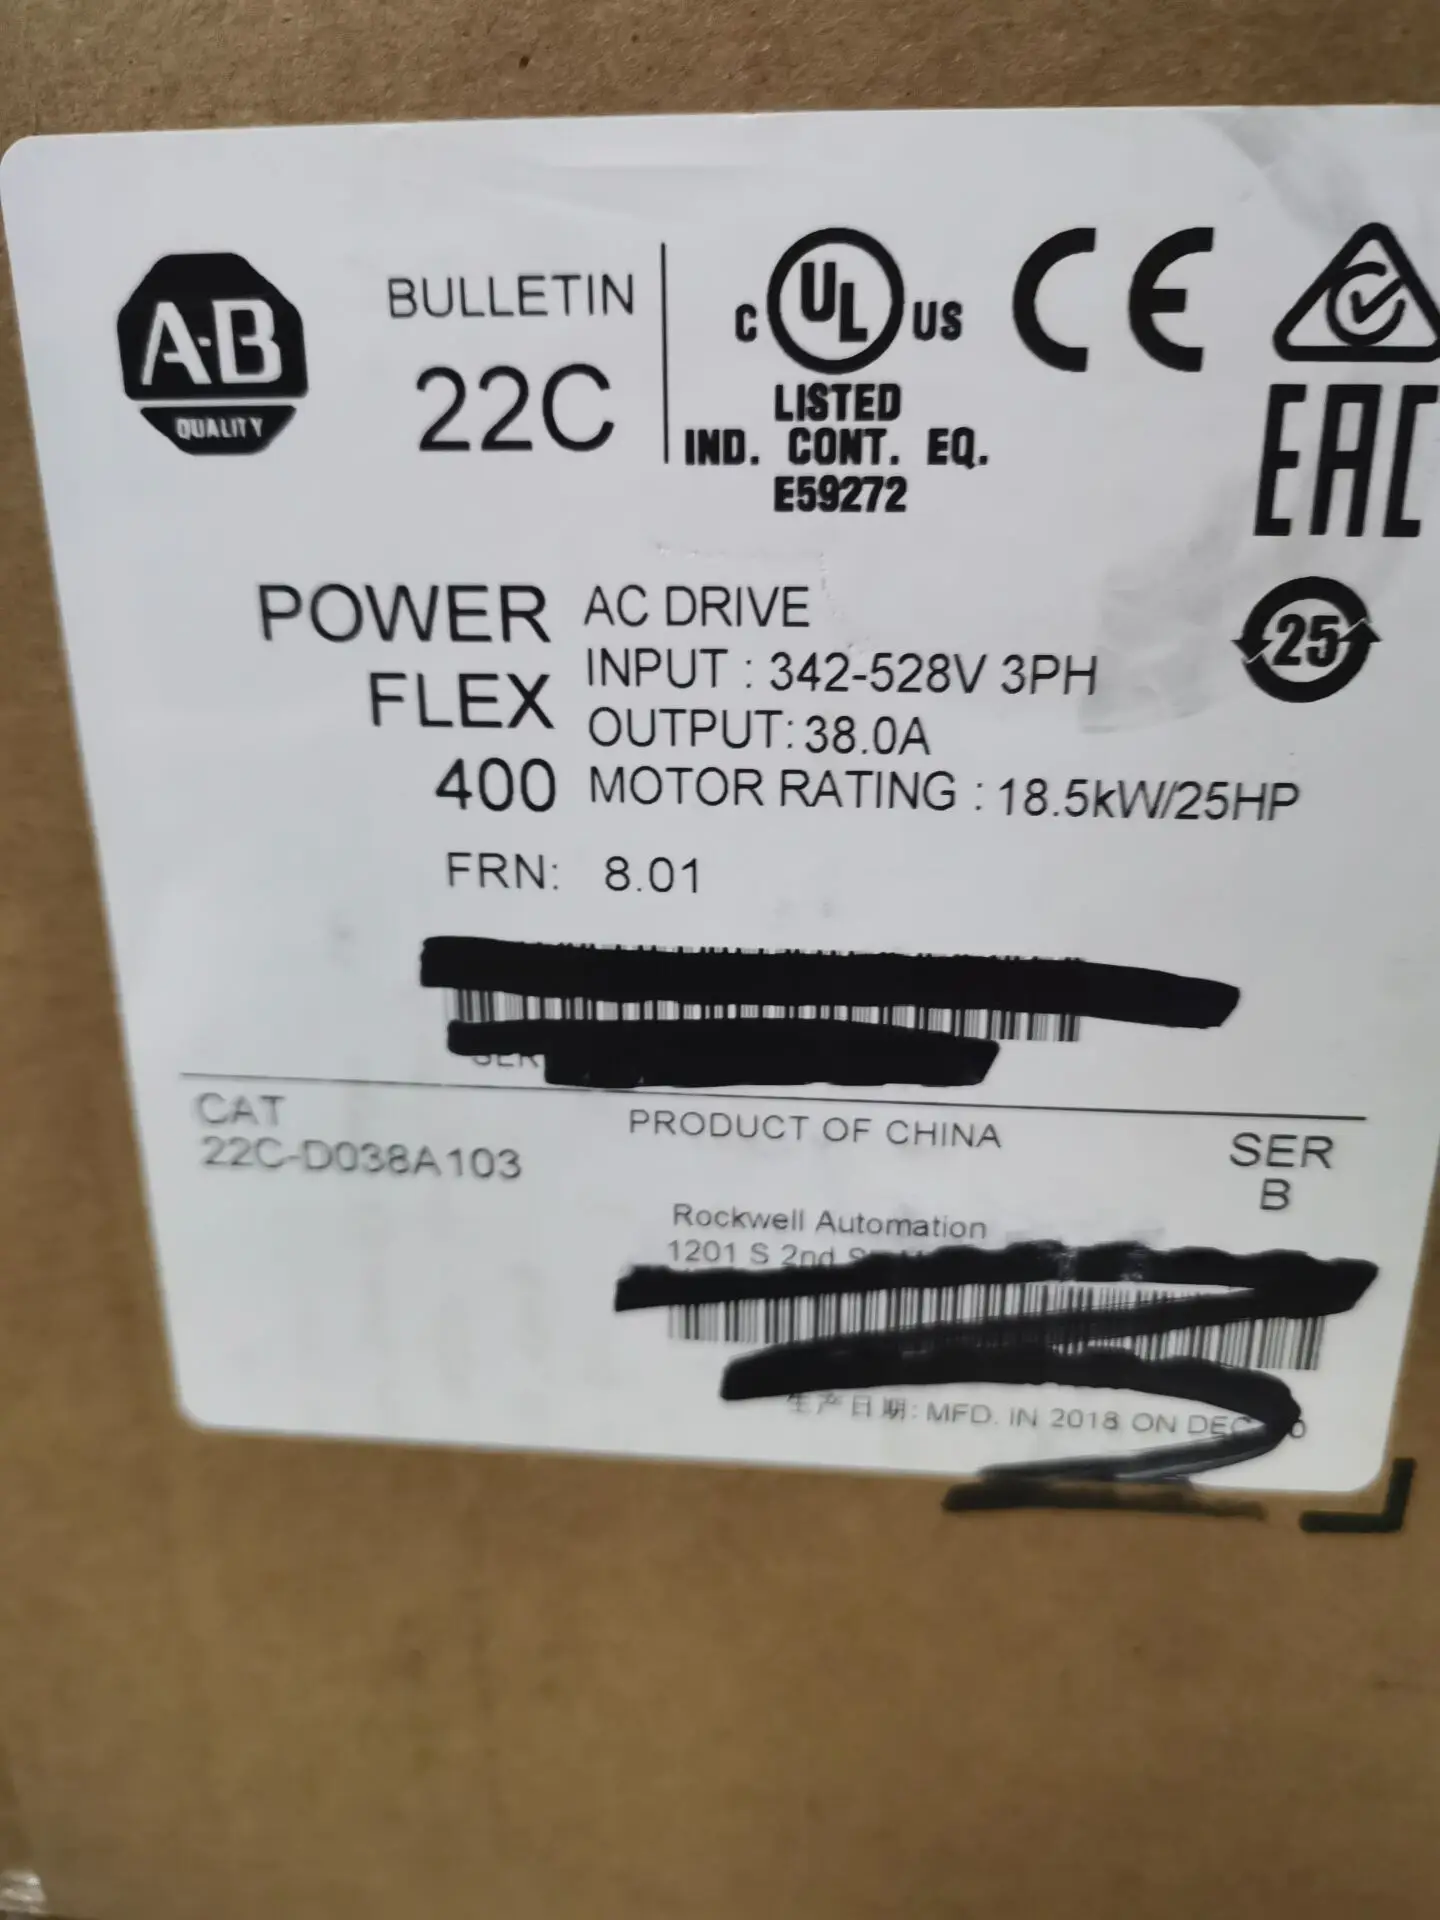 A-B
QUALITY
BULLETIN
22C
C UL US
LISTED
IND. CONT. EQ.
E59272
CE
EAC
25
POWER
FLEX
400
AC DRIVE
INPUT : 342-528V 3PH
OUTPUT: 38.0A
MOTOR RATING : 18.5kW/25HP
FRN: 8.01
SER
CAT
22C-D038A103
PRODUCT OF CHINA
SER
B
Rockwell Automation
1201 S 2nd
生产日期: MFD. IN 2018 ON DEC